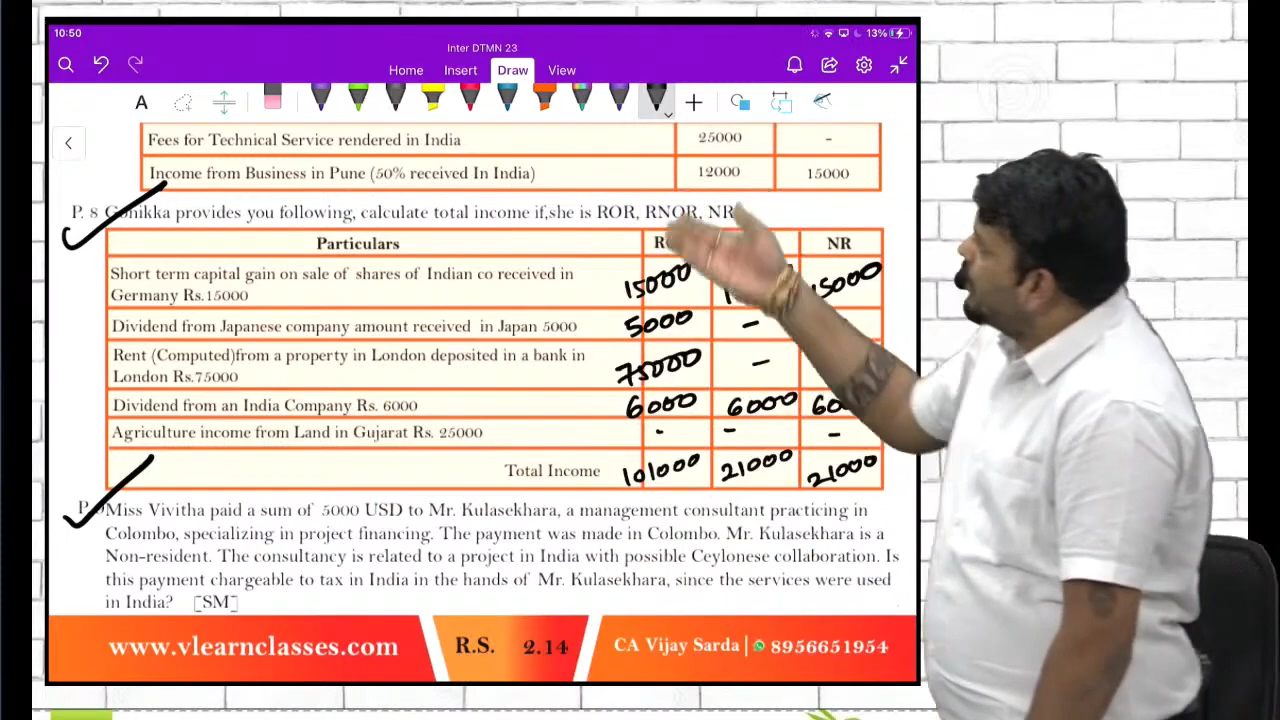 10:50
13%
Inter DTMN 23
Home Insert Draw View
A
Fees for Technical Service rendered in India 25000 -
Income from Business in Pune (50% received In India) 12000 15000
P. 8 Gonikka provides you following, calculate total income if,she is ROR, RNOR, NR
Particulars NR
Short term capital gain on sale of shares of Indian co received in
Germany Rs.15000 15000 15000
Dividend from Japanese company amount received in Japan 5000 5000 -
Rent (Computed)from a property in London deposited in a bank in
London Rs.75000 75000 -
Dividend from an India Company Rs. 6000 6000 6000
Agriculture income from Land in Gujarat Rs. 25000 - - -
Total Income 101000 21000 21000
Miss Vivitha paid a sum of 5000 USD to Mr. Kulasekhara, a management consultant practicing in
Colombo, specializing in project financing. The payment was made in Colombo. Mr. Kulasekhara is a
Non-resident. The consultancy is related to a project in India with possible Ceylonese collaboration. Is
this payment chargeable to tax in India in the hands of Mr. Kulasekhara, since the services were used
in India? [SM]
www.vlearnclasses.com R.S. 2.14 CA Vijay Sarda | 8956651954